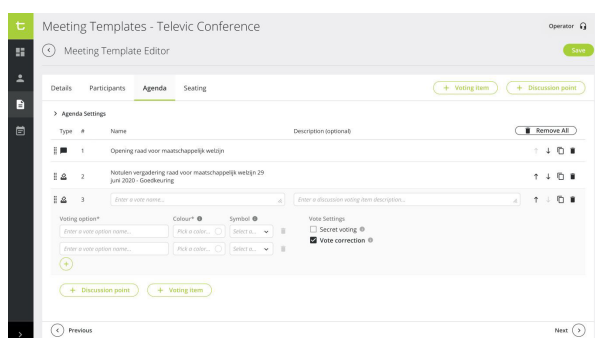 Meeting Templates - Televic Conference
Operator
Meeting Template Editor
Save
Details Participants Agenda Seating
+ Voting item + Discussion point
Agenda Settings
Type # Name Description (optional) Remove All
1 Opening raad voor maatschappelijk welzijn
2 Notulen vergadering raad voor maatschappelijk welzijn 29
juni 2020 - Goedkeuring
3 Enter a vote name... Enter a discussion voting item description...
Voting option* Colour* Symbol Vote Settings
Enter a vote option name... Pick a color... Select a... Secret voting
Vote correction
Enter a vote option name... Pick a color... Select a...
+ Discussion point + Voting item
Previous Next